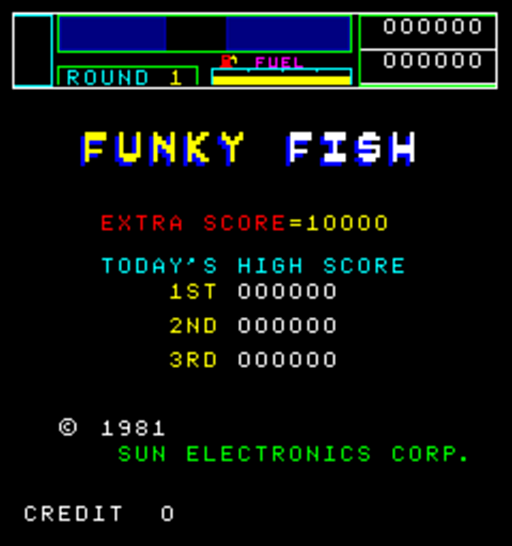 000000
000000
FUEL
ROUND 1
FUNKY FISH
EXTRA SCORE=10000
TODAY'S HIGH SCORE
1ST 000000
2ND 000000
3RD 000000
© 1981
SUN ELECTRONICS CORP.
CREDIT 0